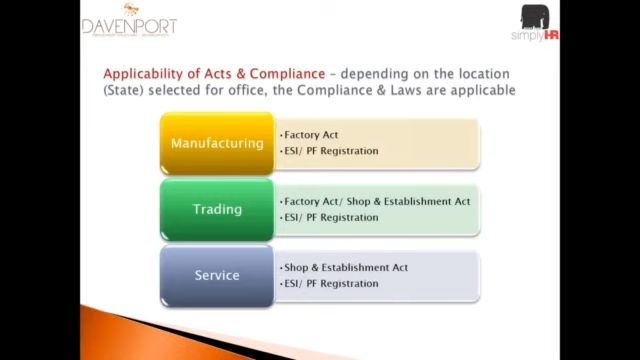 DAVENPORT
simplyHR
Applicability of Acts & Compliance – depending on the location
(State) selected for office, the Compliance & Laws are applicable
Manufacturing
•Factory Act
•ESI/ PF Registration
Trading
•Factory Act/ Shop & Establishment Act
•ESI/ PF Registration
Service
•Shop & Establishment Act
•ESI/ PF Registration